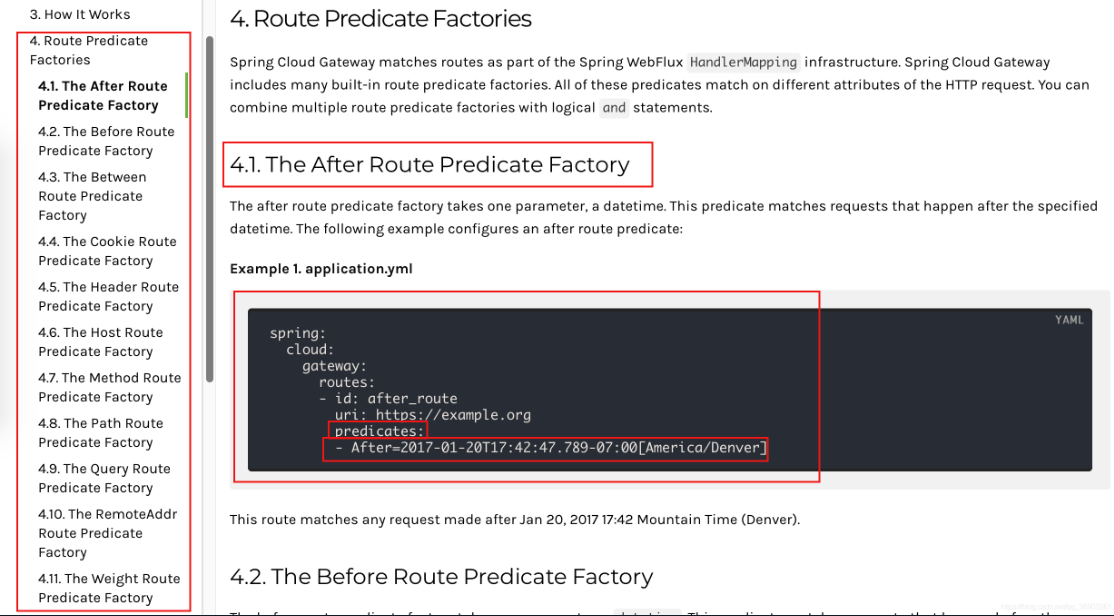 3. How It Works
4. Route Predicate
Factories
4.1. The After Route
Predicate Factory
4.2. The Before Route
Predicate Factory
4.3. The Between
Route Predicate
Factory
4.4. The Cookie Route
Predicate Factory
4.5. The Header Route
Predicate Factory
4.6. The Host Route
Predicate Factory
4.7. The Method Route
Predicate Factory
4.8. The Path Route
Predicate Factory
4.9. The Query Route
Predicate Factory
4.10. The RemoteAddr
Route Predicate
Factory
4.11. The Weight Route
Predicate Factory
4. Route Predicate Factories
Spring Cloud Gateway matches routes as part of the Spring WebFlux HandlerMapping infrastructure. Spring Cloud Gateway
includes many built-in route predicate factories. All of these predicates match on different attributes of the HTTP request. You can
combine multiple route predicate factories with logical and statements.
4.1. The After Route Predicate Factory
The after route predicate factory takes one parameter, a datetime. This predicate matches requests that happen after the specified
datetime. The following example configures an after route predicate:
Example 1. application.yml
YAML
spring:
  cloud:
    gateway:
      routes:
      - id: after_route
        uri: https://example.org
        predicates:
        - After=2017-01-20T17:42:47.789-07:00[America/Denver]
This route matches any request made after Jan 20, 2017 17:42 Mountain Time (Denver).
4.2. The Before Route Predicate Factory